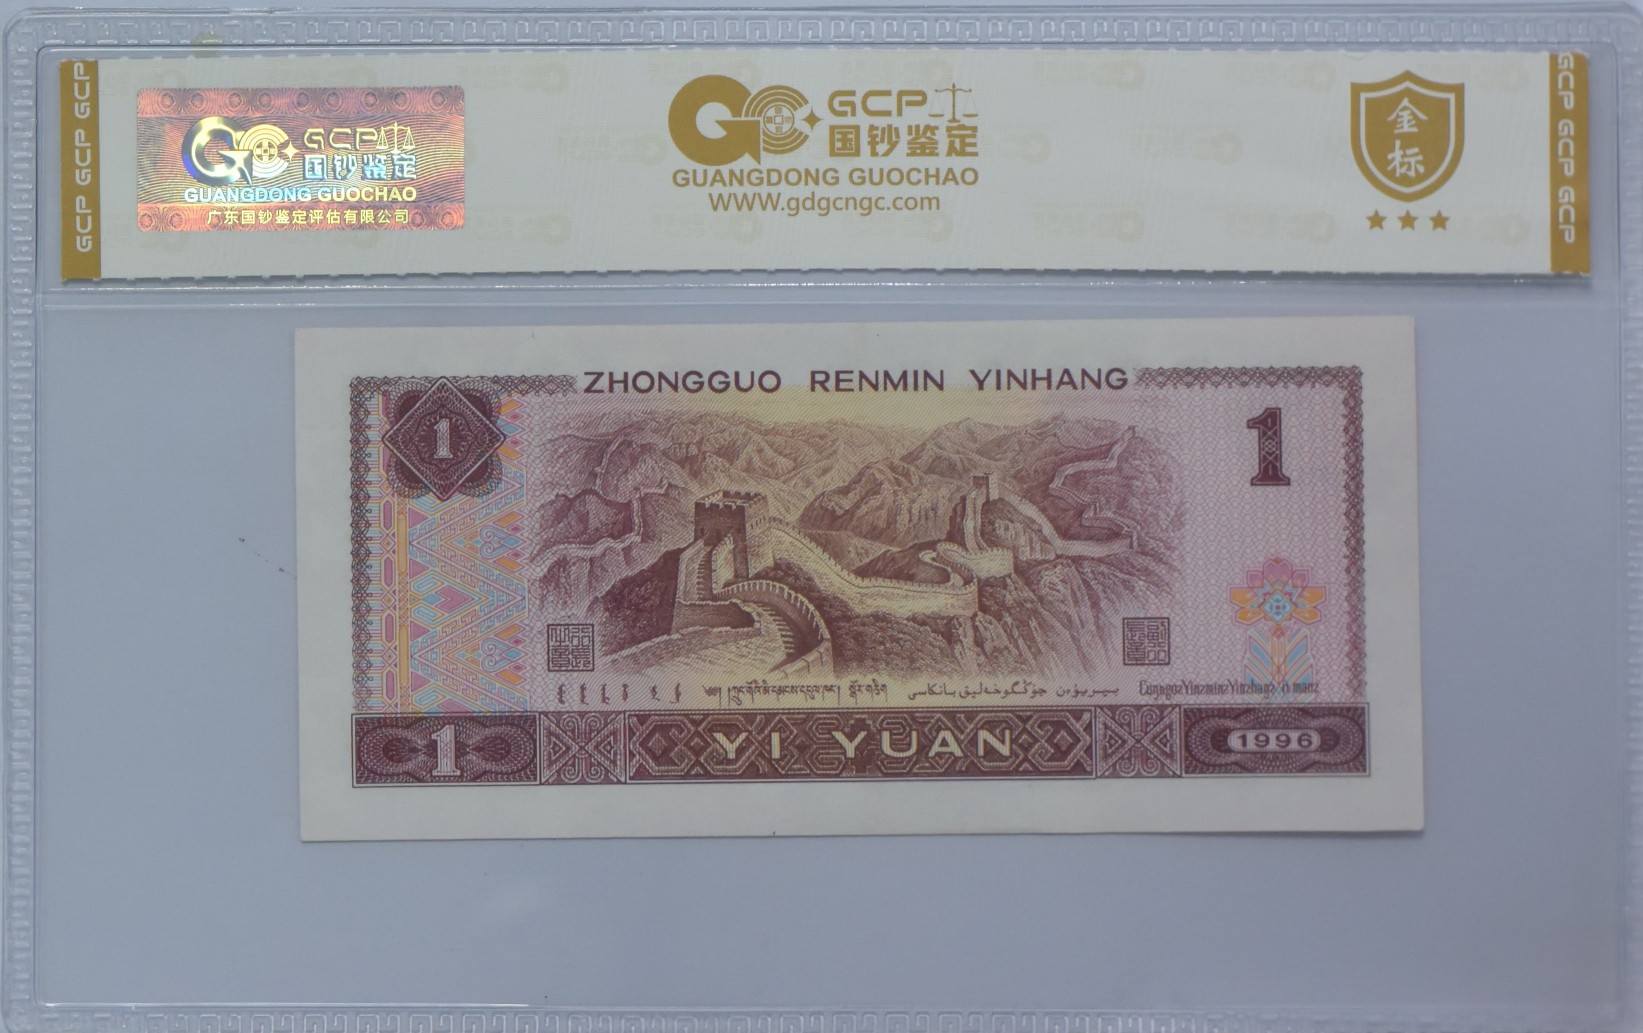 GCP GCP GCP
GCP
国钞鉴定
GUANGDONG GUOCHAO
广东国钞鉴定评估有限公司
GCP
国钞鉴定
GUANGDONG GUOCHAO
WWW.gdgcngc.com
金标
GCP GCP GCP
ZHONGGUO RENMIN YINHANG
1
1
1
YI YUAN
1996